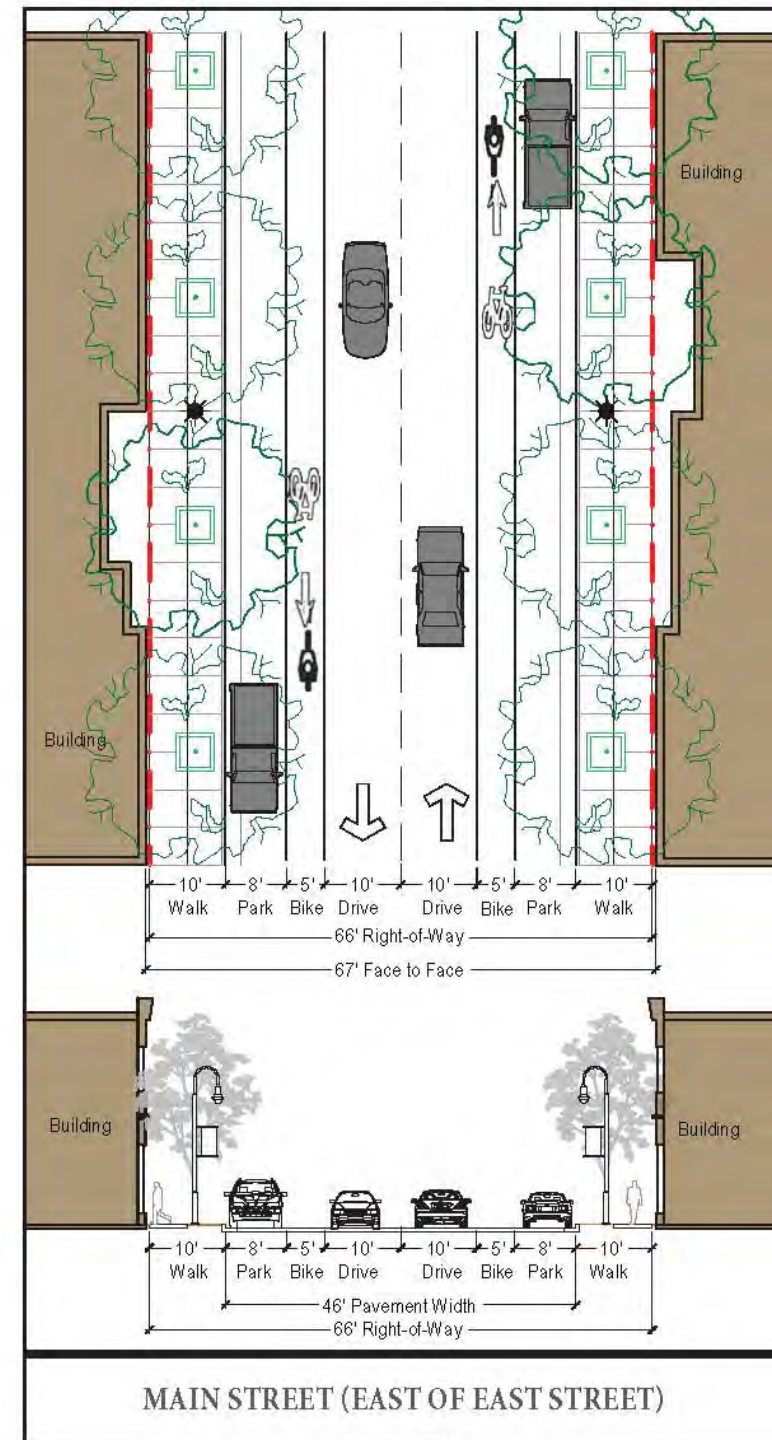 Building
Building
10' 8' 5' 10' 10' 5' 8' 10'
Walk Park Bike Drive Drive Bike Park Walk
66' Right-of-Way
67' Face to Face
Building Building
10' 8' 5' 10' 10' 5' 8' 10'
Walk Park Bike Drive Drive Bike Park Walk
46' Pavement Width
66' Right-of-Way
MAIN STREET (EAST OF EAST STREET)